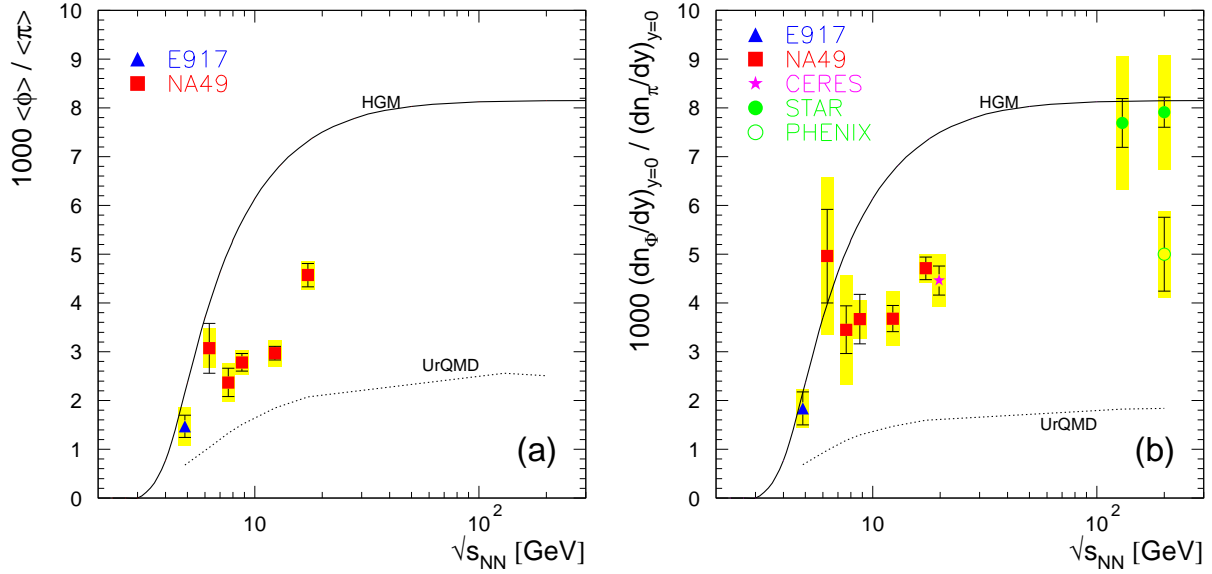 1000 <ϕ> / <π>
10
9
8
7
6
5
4
3
2
1
0
E917
NA49
HGM
UrQMD
(a)
10
10²
√s_NN [GeV]
1000 (dn_Φ/dy)_y=0 / (dn_π/dy)_y=0
10
9
8
7
6
5
4
3
2
1
0
E917
NA49
CERES
STAR
PHENIX
HGM
UrQMD
(b)
10
10²
√s_NN [GeV]